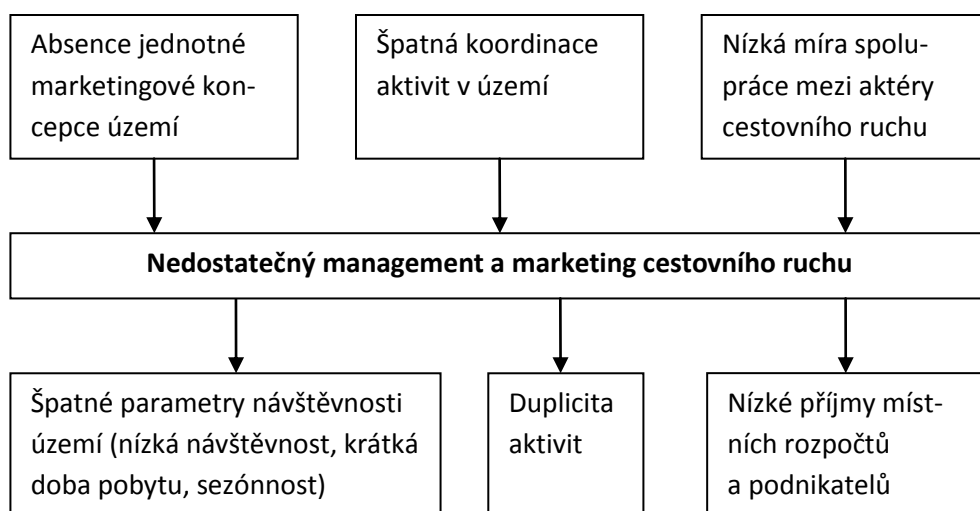 Absence jednotné
marketingové kon-
cepce území
Špatná koordinace
aktivit v území
Nízká míra spolu-
práce mezi aktéry
cestovního ruchu
Nedostatečný management a marketing cestovního ruchu
Špatné parametry návštěvnosti
území (nízká návštěvnost, krátká
doba pobytu, sezónnost)
Duplicita
aktivit
Nízké příjmy míst-
ních rozpočtů
a podnikatelů